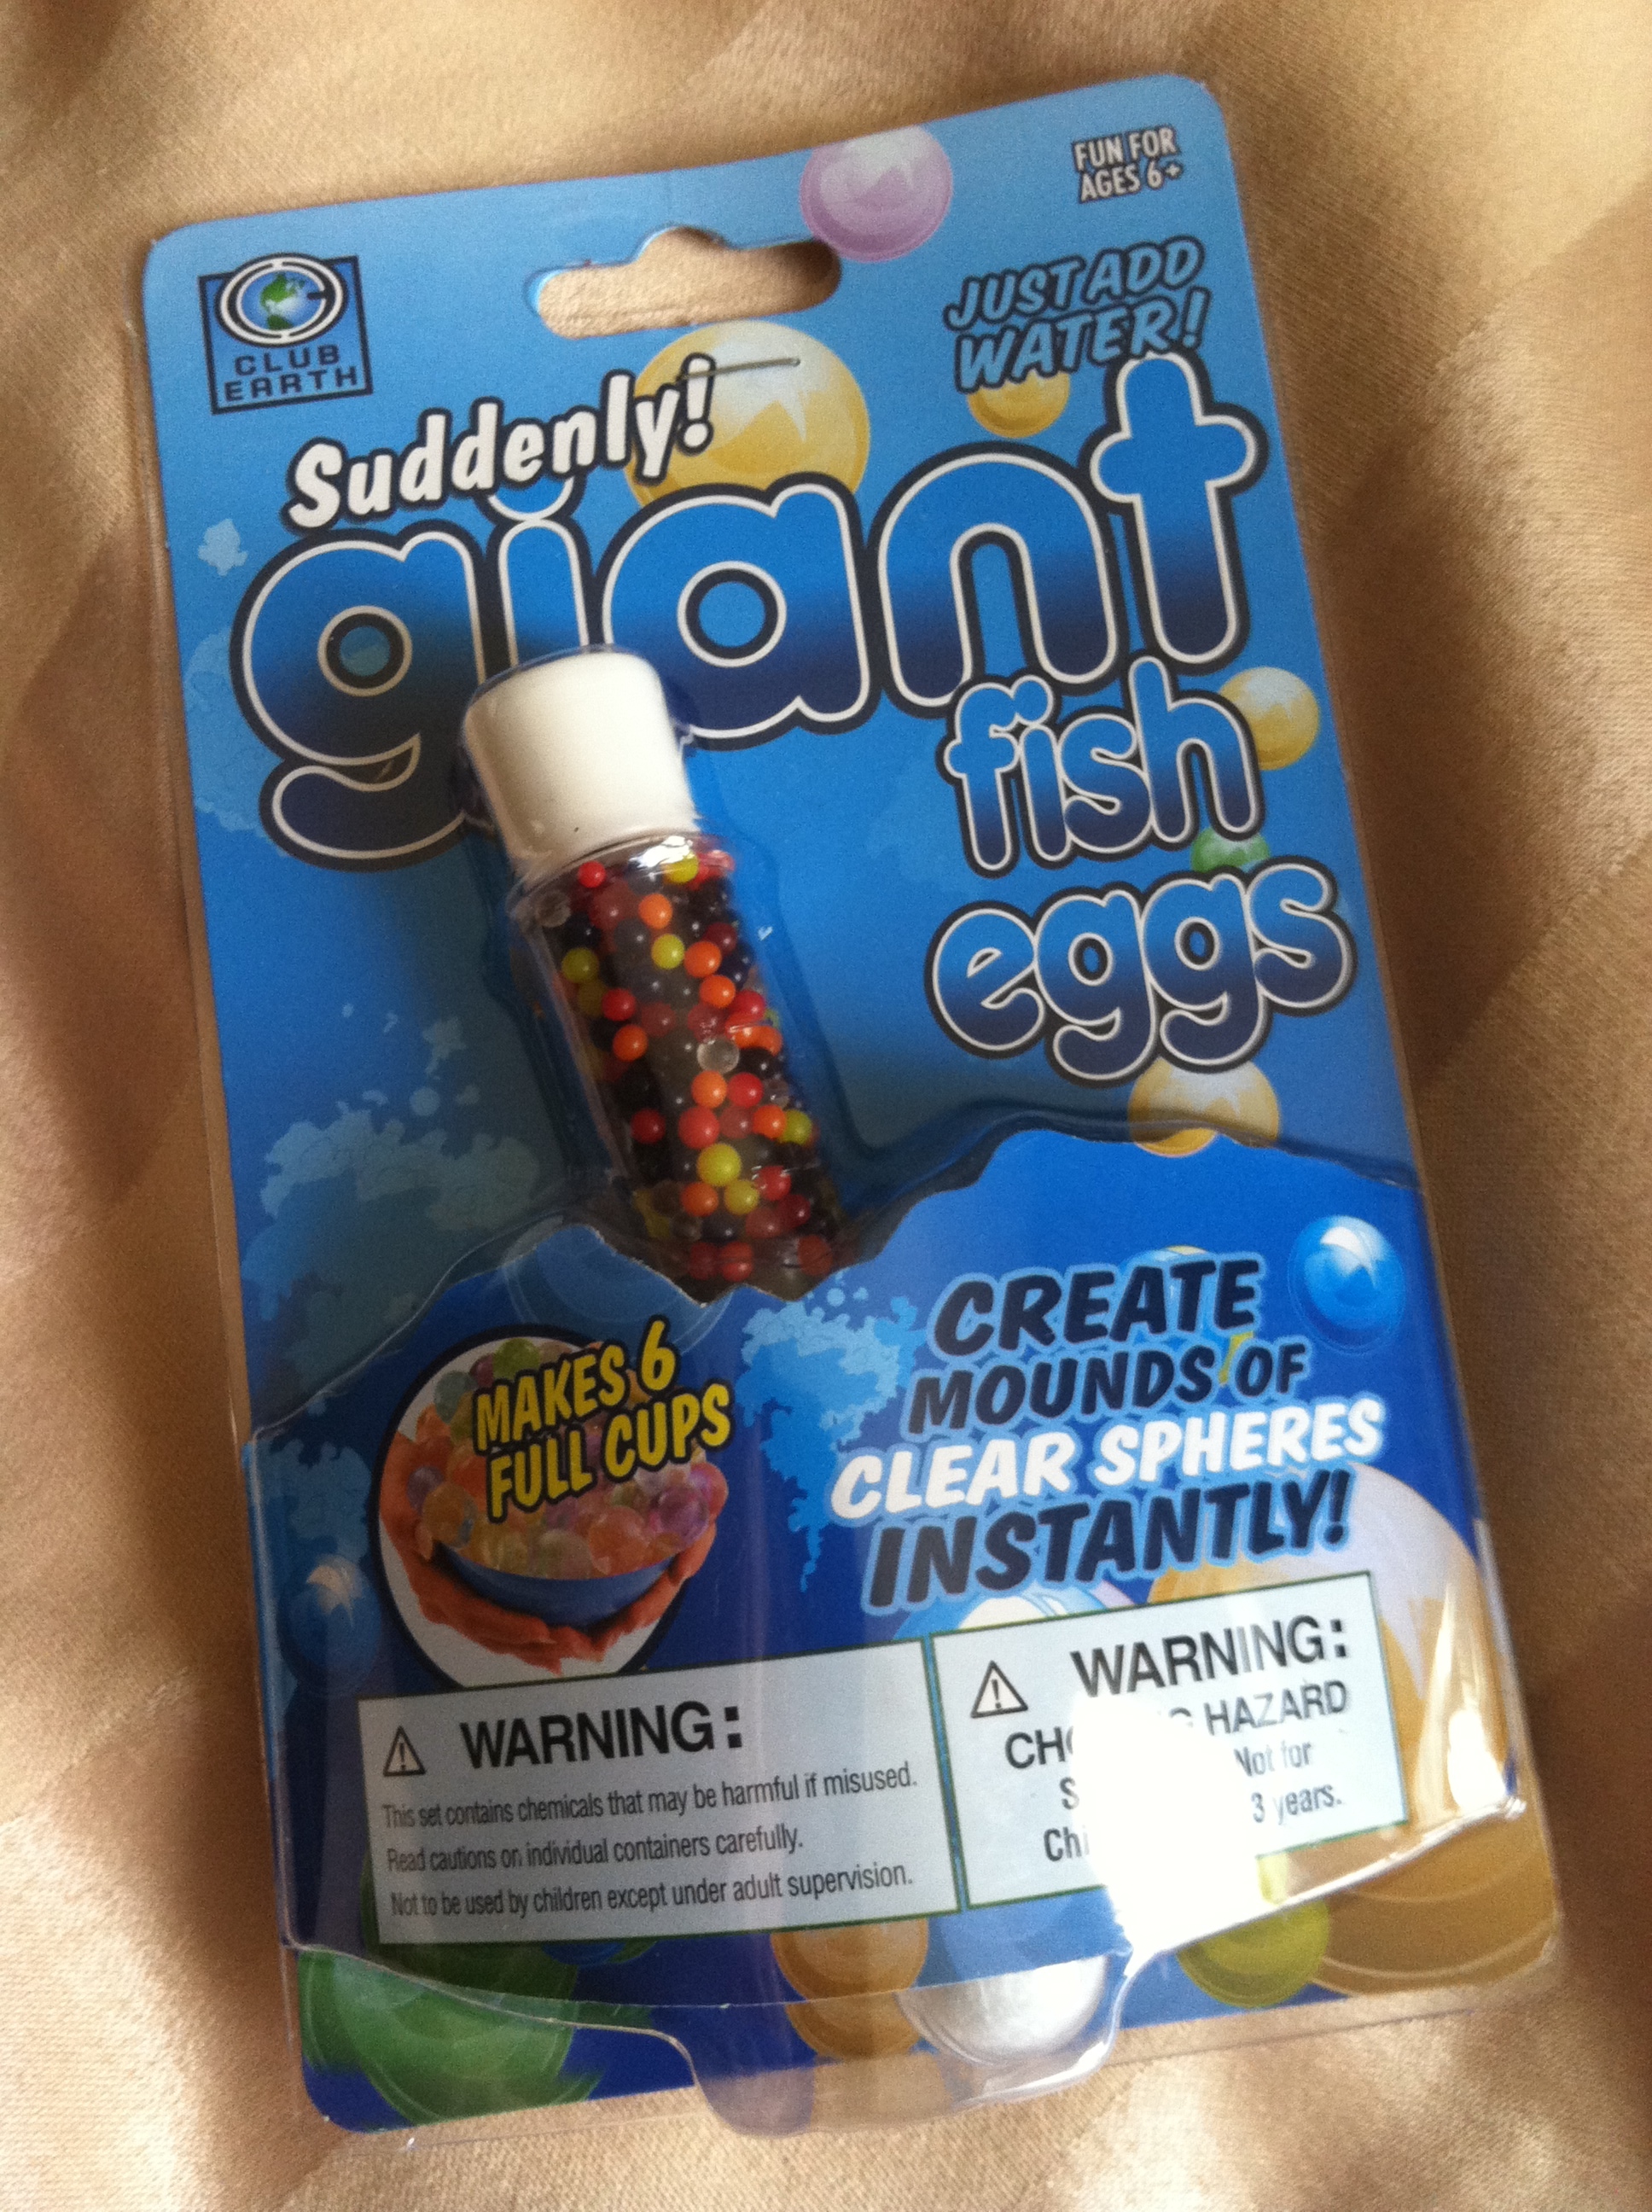 FUN FOR
AGES 6+
CLUB
EARTH
JUST ADD
WATER!
Suddenly!
giant
fish
eggs
MAKES 6
FULL CUPS
CREATE
MOUNDS OF
CLEAR SPHERES
INSTANTLY!
WARNING:
This set contains chemicals that may be harmful if misused.
Read cautions on individual containers carefully.
Not to be used by children except under adult supervision.
WARNING:
HAZARD
Not for
3 years.